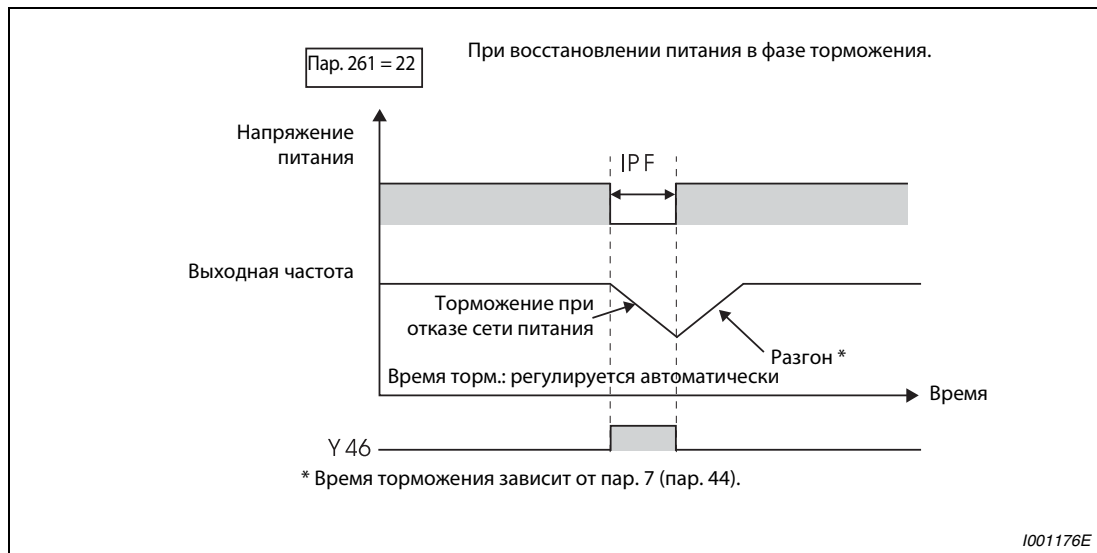 При восстановлении питания в фазе торможения.
Пар. 261 = 22
Напряжение
питания
IPF
Выходная частота
Торможение при
отказе сети питания
Разгон *
Время торм.: регулируется автоматически
Время
Y 46
* Время торможения зависит от пар. 7 (пар. 44).
I001176E